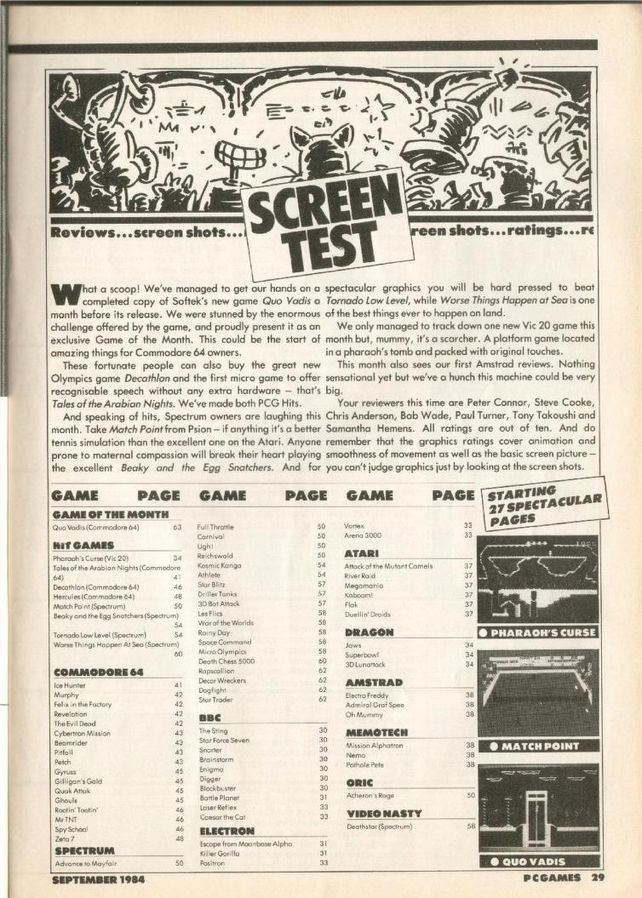 Reviews...screen shots...
SCREEN
TEST
reen shots...ratings...re
What a scoop! We've managed to get our hands on a
completed copy of Softek's new game Quo Vadis a
month before its release. We were stunned by the enormous
challenge offered by the game, and proudly present it as an
exclusive Game of the Month. This could be the start of
amazing things for Commodore 64 owners.
These fortunate people can also buy the great new
Olympics game Decathlon and the first micro game to offer
recognisable speech without any extra hardware – that's
Tales of the Arabian Nights. We've made both PCG Hits.
And speaking of hits, Spectrum owners are laughing this
month. Take Match Point from Psion – if anything it's a better
tennis simulation than the excellent one on the Atari. Anyone
prone to maternal compassion will break their heart playing
the excellent Beaky and the Egg Snatchers. And for
spectacular graphics you will be hard pressed to beat
Tornado Low Level, while Worse Things Happen at Sea is one
of the best things ever to happen on land.
We only managed to track down one new Vic 20 game this
month but, mummy, it's a scorcher. A platform game located
in a pharaoh's tomb and packed with original touches.
This month also sees our first Amstrad reviews. Nothing
sensational yet but we've a hunch this machine could be very
big.
Your reviewers this time are Peter Connor, Steve Cooke,
Chris Anderson, Bob Wade, Paul Turner, Tony Takoushi and
Samantha Hemens. All ratings are out of ten. And do
remember that the graphics ratings cover animation and
smoothness of movement as well as the basic screen picture –
you can't judge graphics just by looking at the screen shots.
GAME PAGE
GAME OF THE MONTH
Quo Vadis (Commodore 64) 63
HIT GAMES
Pharaoh's Curse (Vic 20) 34
Tales of the Arabian Nights (Commodore
64) 41
Decathlon (Commodore 64) 46
Hercules (Commodore 64) 48
Match Point (Spectrum) 50
Beaky and the Egg Snatchers (Spectrum)
54
Tornado Low Level (Spectrum) 54
Worse Things Happen At Sea (Spectrum)
60
COMMODORE 64
Ice Hunter 41
Murphy 42
Felix in the Factory 42
Revelation 42
The Evil Dead 42
Cybertron Mission 43
Beamrider 43
Pitfall 43
Petch 43
Gyruss 45
Gilligan's Gold 45
Quak Attak 45
Ghouls 45
Rootin' Tootin' 46
Mr TNT 46
Spy School 46
Zeta 7 48
SPECTRUM
Advance to Mayfair 50
GAME PAGE
Full Throttle 50
Carnival 50
Ugh! 50
Reichswald 50
Kosmic Kanga 54
Athlete 54
Star Blitz 57
Driller Tanks 57
3D Bat Attack 57
Les Flics 58
War of the Worlds 58
Rainy Day 58
Space Command 58
Micro Olympics 58
Death Chess 5000 60
Rapscallion 62
Decor Wreckers 62
Dogfight 62
Star Trader 62
BBC
The Sting 30
Star Force Seven 30
Snarter 30
Brainstorm 30
Enigma 30
Digger 30
Blockbuster 30
Battle Planet 31
Laser Reflex 33
Caesar the Cat 33
ELECTRON
Escape from Moonbase Alpha 31
Killer Gorilla 31
Positron 33
GAME PAGE
Vortex 33
Arena 3000 33
ATARI
Attack of the Mutant Camels 37
River Raid 37
Megamania 37
Kaboom! 37
Flak 37
Duellin' Droids 37
DRAGON
Jaws 34
Superbowl 34
3D Lunattack 34
AMSTRAD
Electro Freddy 38
Admiral Graf Spee 38
Oh Mummy 38
MEMOTECH
Mission Alphatron 38
Nemo 38
Pothole Pete 38
ORIC
Acheron's Rage 50
VIDEO NASTY
Deathstar (Spectrum) 58
STARTING
27 SPECTACULAR
PAGES
PHARAOH'S CURSE
MATCH POINT
QUO VADIS
SEPTEMBER 1984
PC GAMES 29